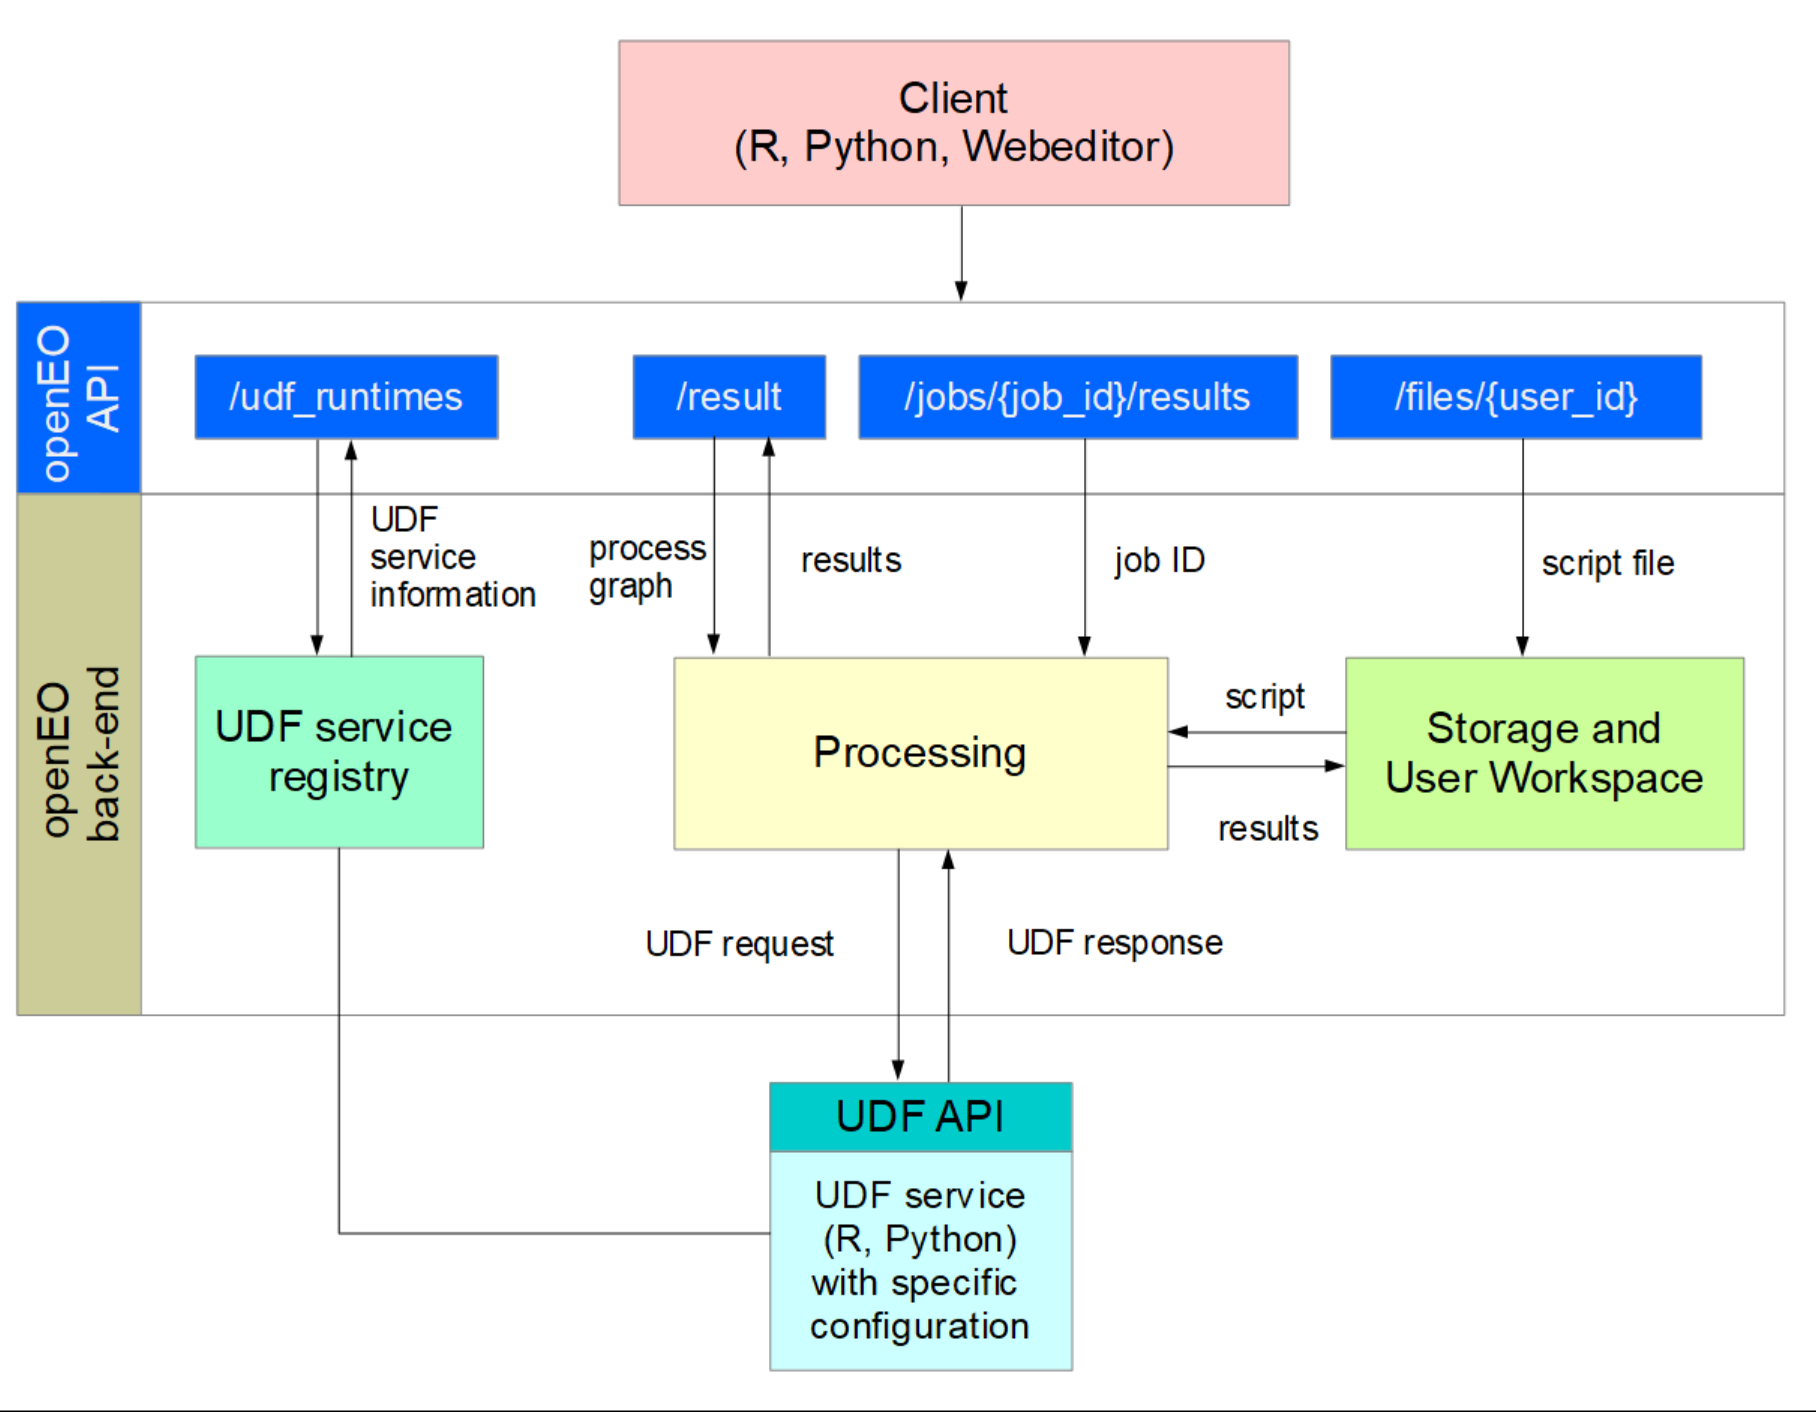 Client
(R, Python, Webeditor)
openEO
API
/udf_runtimes
/result
/jobs/{job_id}/results
/files/{user_id}
openEO
back-end
UDF
service
information
process
graph
results
job ID
script file
UDF service
registry
Processing
script
results
Storage and
User Workspace
UDF request
UDF response
UDF API
UDF service
(R, Python)
with specific
configuration